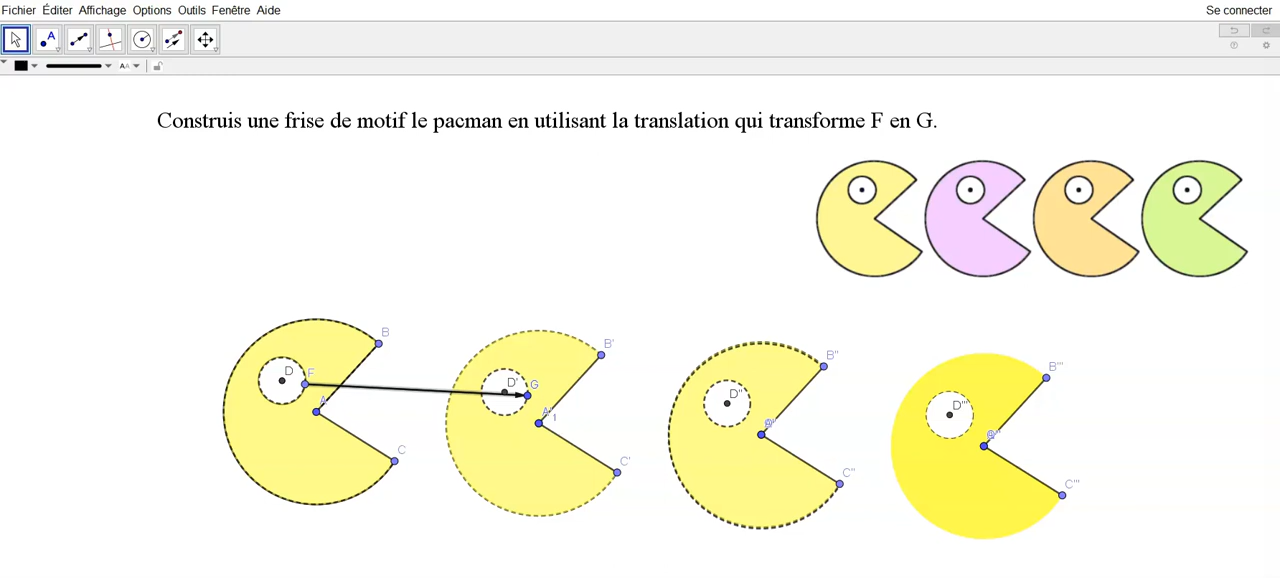 Fichier Éditer Affichage Options Outils Fenêtre Aide Se connecter
A
AA
Construis une frise de motif le pacman en utilisant la translation qui transforme F en G.
B
B'
B''
B'''
D F
D' G
D''
D'''
A
C
C'
C''
C'''